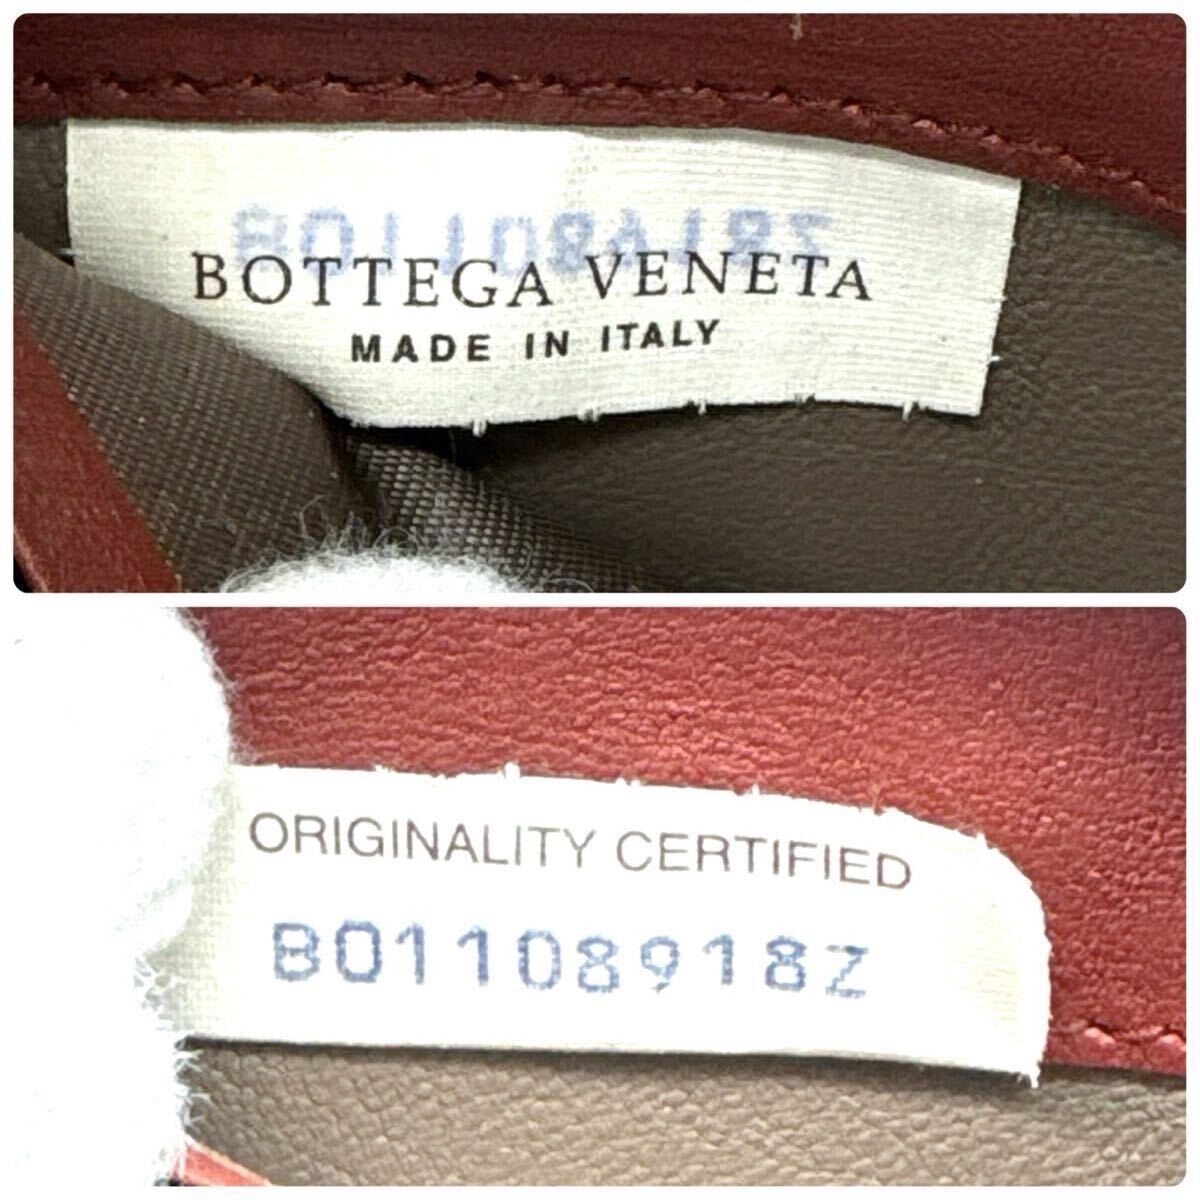 BOTTEGA VENETA
MADE IN ITALY
ORIGINALITY CERTIFIED
B01108918Z